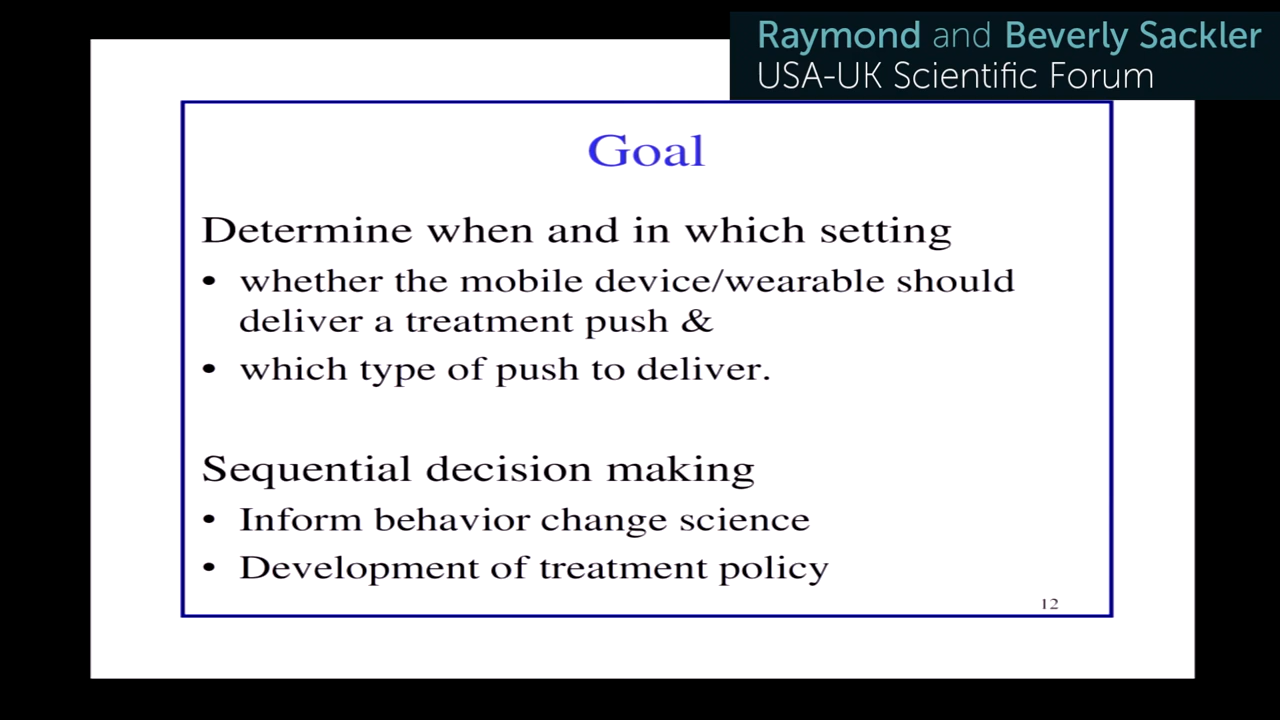 Raymond and Beverly Sackler
USA-UK Scientific Forum
Goal
Determine when and in which setting
• whether the mobile device/wearable should
deliver a treatment push &
• which type of push to deliver.
Sequential decision making
• Inform behavior change science
• Development of treatment policy
12